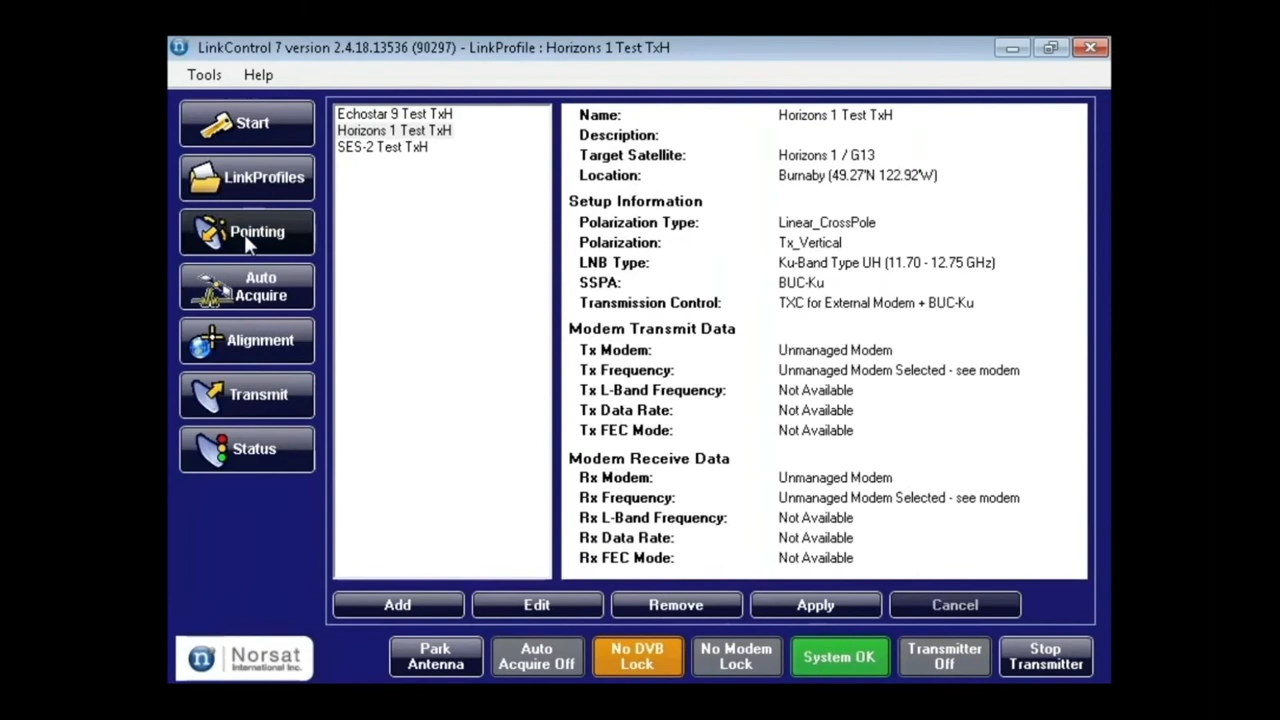 LinkControl 7 version 2.4.18.13536 (90297) - LinkProfile : Horizons 1 Test TxH
Tools Help
Start
LinkProfiles
Pointing
Auto
Acquire
Alignment
Transmit
Status
Echostar 9 Test TxH
Horizons 1 Test TxH
SES-2 Test TxH
Name: Horizons 1 Test TxH
Description:
Target Satellite: Horizons 1 / G13
Location: Burnaby (49.27'N 122.92'W)
Setup Information
Polarization Type: Linear_CrossPole
Polarization: Tx_Vertical
LNB Type: Ku-Band Type UH (11.70 - 12.75 GHz)
SSPA: BUC-Ku
Transmission Control: TXC for External Modem + BUC-Ku
Modem Transmit Data
Tx Modem: Unmanaged Modem
Tx Frequency: Unmanaged Modem Selected - see modem
Tx L-Band Frequency: Not Available
Tx Data Rate: Not Available
Tx FEC Mode: Not Available
Modem Receive Data
Rx Modem: Unmanaged Modem
Rx Frequency: Unmanaged Modem Selected - see modem
Rx L-Band Frequency: Not Available
Rx Data Rate: Not Available
Rx FEC Mode: Not Available
Add Edit Remove Apply Cancel
n Norsat
International Inc.
Park
Antenna
Auto
Acquire Off
No DVB
Lock
No Modem
Lock
System OK
Transmitter
Off
Stop
Transmitter